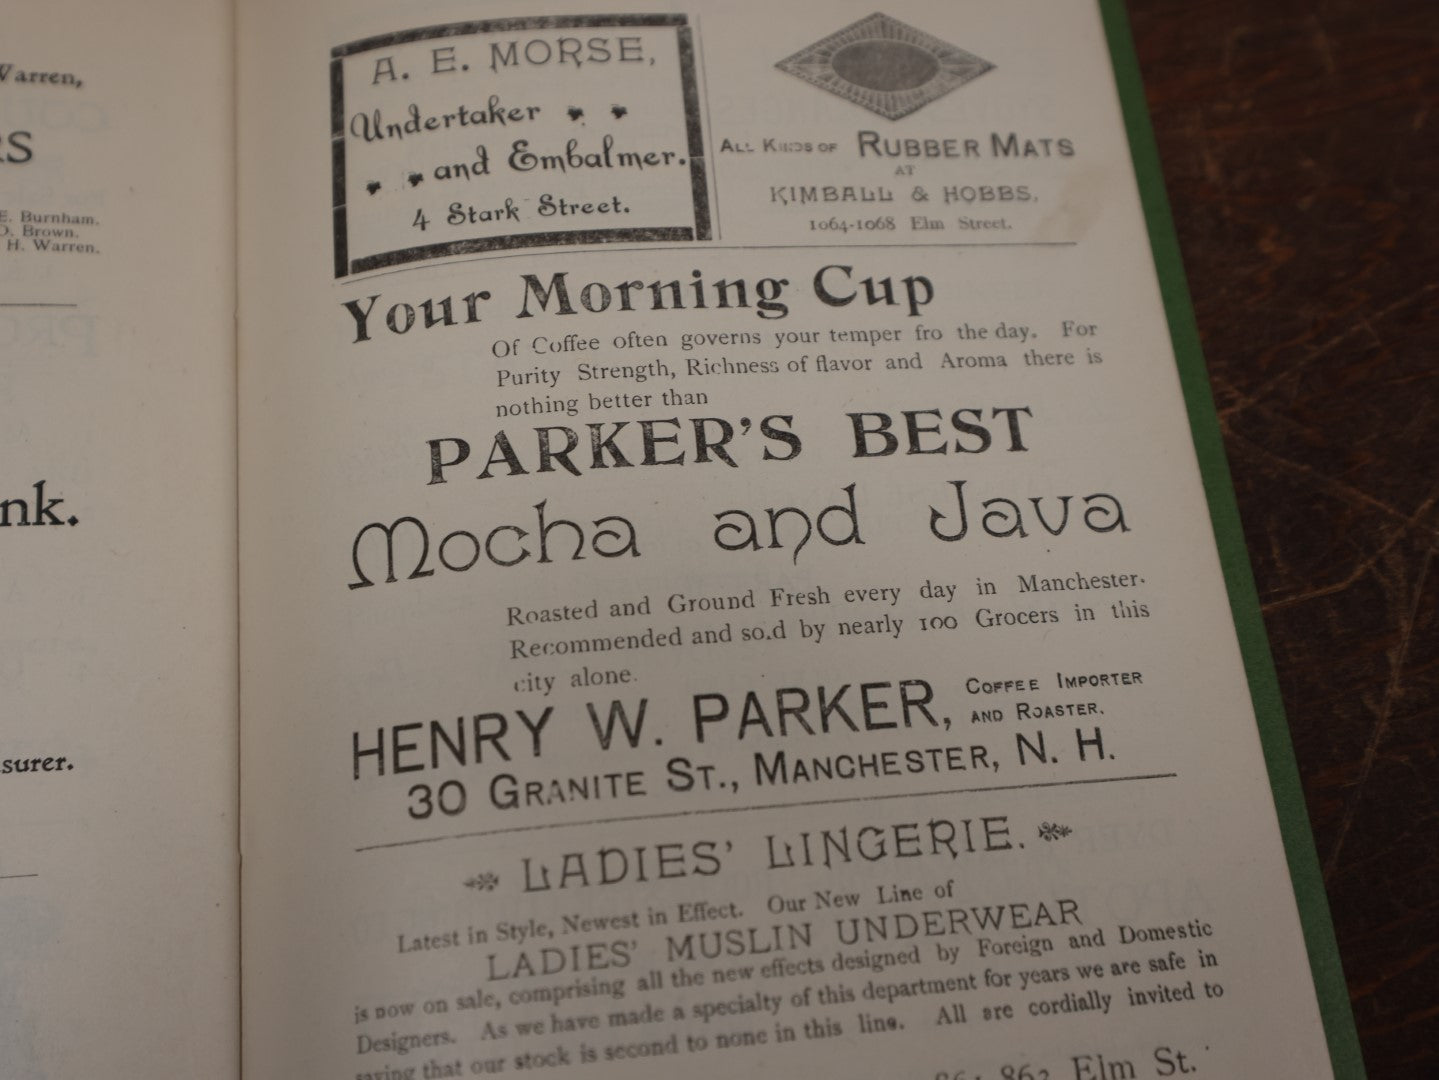 Warren,
RS
E. Burnham.
D. Brown.
H. Warren.
nk.
surer.
A. E. MORSE,
Undertaker
and Embalmer.
4 Stark Street.
ALL KINDS OF RUBBER MATS
AT
KIMBALL & HOBBS,
1064-1068 Elm Street.
Your Morning Cup
Of Coffee often governs your temper fro the day. For
Purity Strength, Richness of flavor and Aroma there is
nothing better than
PARKER'S BEST
Mocha and Java
Roasted and Ground Fresh every day in Manchester.
Recommended and so.d by nearly 100 Grocers in this
city alone.
HENRY W. PARKER, COFFEE IMPORTER
AND ROASTER.
30 GRANITE ST., MANCHESTER, N. H.
LADIES' LINGERIE.
Latest in Style, Newest in Effect. Our New Line of
LADIES' MUSLIN UNDERWEAR
is now on sale, comprising all the new effects designed by Foreign and Domestic
Designers. As we have made a specialty of this department for years we are safe in
saying that our stock is second to none in this line. All are cordially invited to
Elm St.